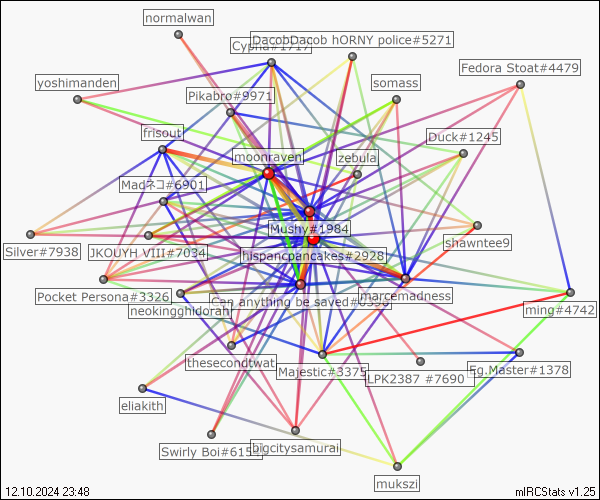 normalwan
DacobDacob hORNY police#5271
Cypha#1717
Fedora Stoat#4479
yoshimanden
somass
Pikabro#9971
frisout
Duck#1245
moonraven
zebula
Madネコ#6901
Mushy#1984
shawntee9
Silver#7938
JKOUYH VIII#7034
hispancpancakes#2928
Pocket Persona#3326
Can anything be saved#0390
marcemadness
neokingghidorah
ming#4742
thesecondtwat
Majestic#3375
LPK2387 #7690
Eg.Master#1378
eliakith
Swirly Boi#6154
bigcitysamurai
mukszi
12.10.2024 23:48
mIRCStats v1.25